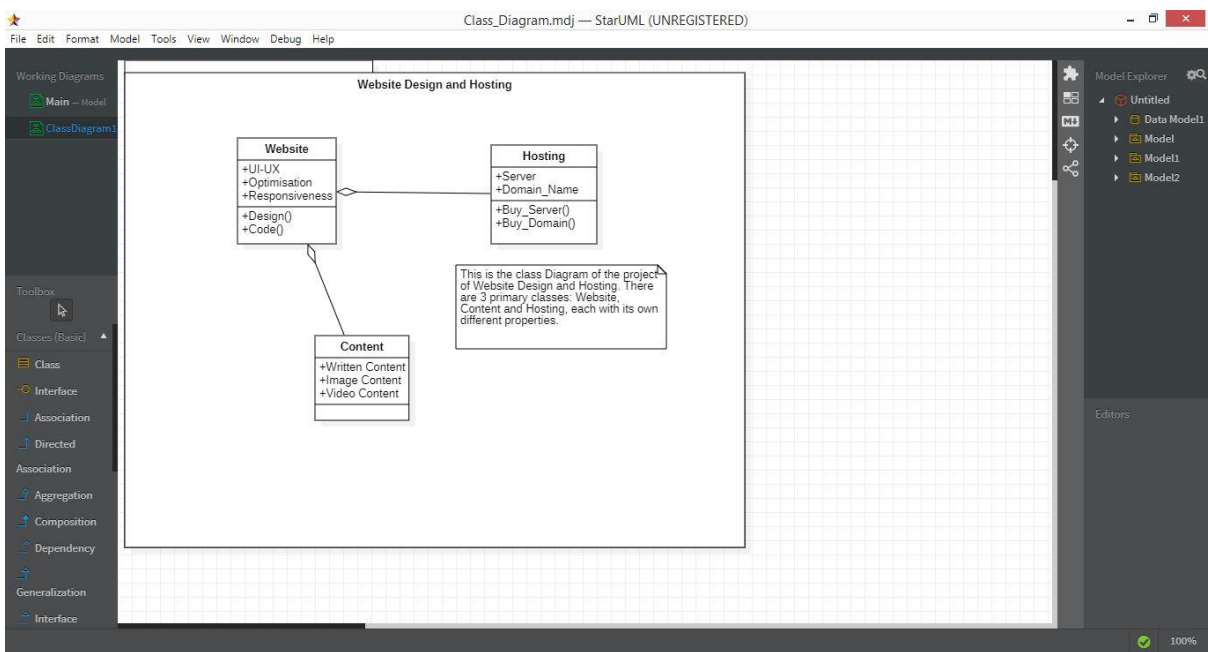 Class_Diagram.mdj — StarUML (UNREGISTERED)
File Edit Format Model Tools View Window Debug Help
Working Diagrams
Main — Model
ClassDiagram1
Toolbox
Classes (Basic)
Class
Interface
Association
Directed
Association
Aggregation
Composition
Dependency
Generalization
Interface
Website Design and Hosting
Website
+UI-UX
+Optimisation
+Responsiveness
+Design()
+Code()
Hosting
+Server
+Domain_Name
+Buy_Server()
+Buy_Domain()
This is the class Diagram of the project
of Website Design and Hosting. There
are 3 primary classes: Website,
Content and Hosting, each with its own
different properties.
Content
+Written Content
+Image Content
+Video Content
M+
Model Explorer
Untitled
Data Model1
Model
Model1
Model2
Editors
100%